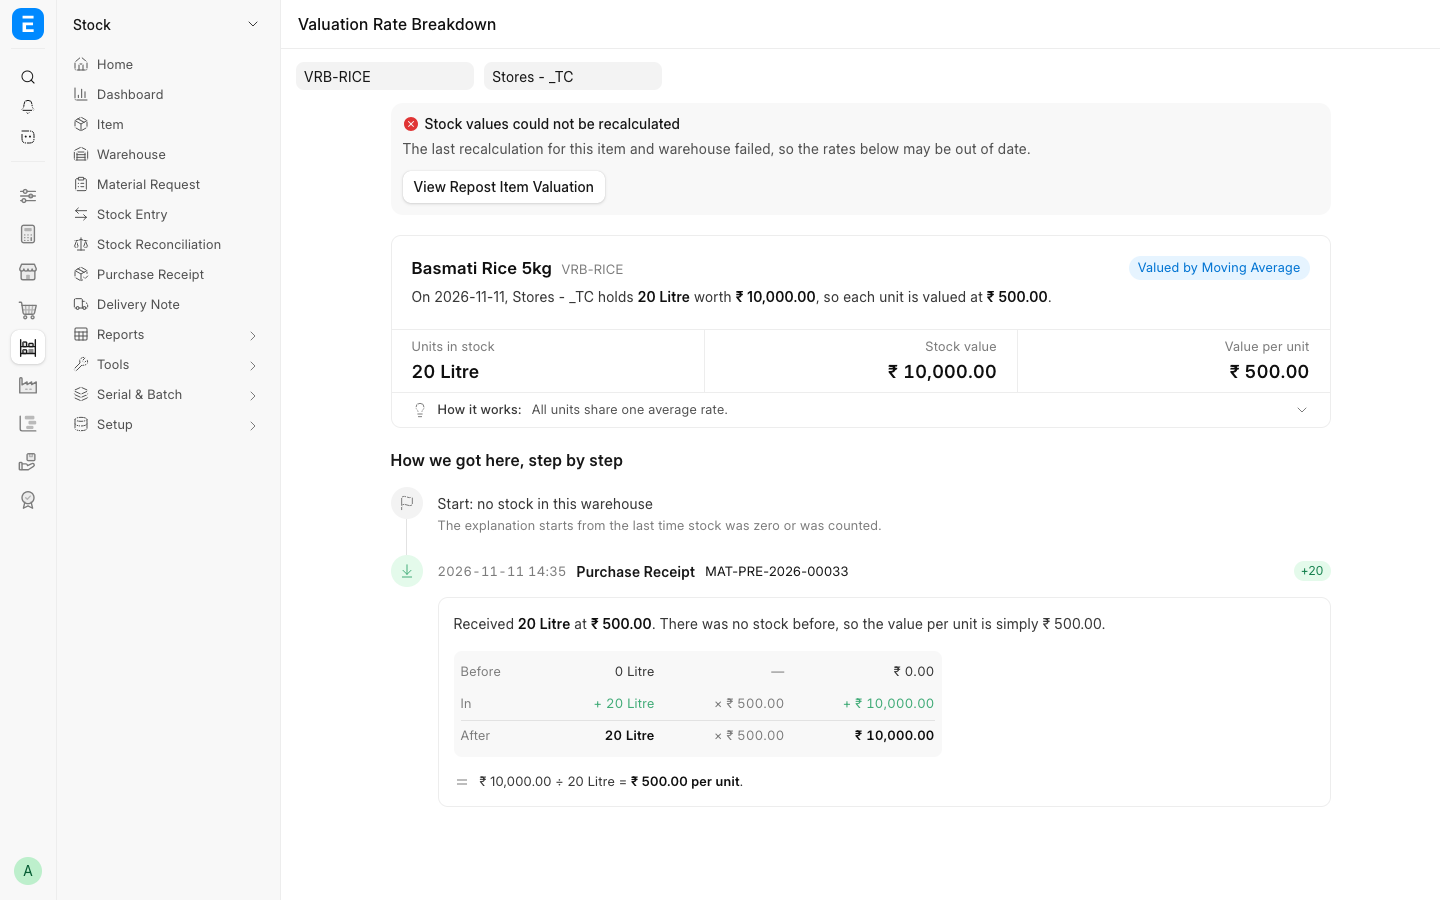 Stock
Home
Dashboard
Item
Warehouse
Material Request
Stock Entry
Stock Reconciliation
Purchase Receipt
Delivery Note
Reports
Tools
Serial & Batch
Setup
A
Valuation Rate Breakdown
VRB-RICE Stores - _TC
Stock values could not be recalculated
The last recalculation for this item and warehouse failed, so the rates below may be out of date.
View Repost Item Valuation
Basmati Rice 5kg VRB-RICE Valued by Moving Average
On 2026-11-11, Stores - _TC holds 20 Litre worth ₹ 10,000.00, so each unit is valued at ₹ 500.00.
Units in stock Stock value Value per unit
20 Litre ₹ 10,000.00 ₹ 500.00
How it works: All units share one average rate.
How we got here, step by step
Start: no stock in this warehouse
The explanation starts from the last time stock was zero or was counted.
2026-11-11 14:35 Purchase Receipt MAT-PRE-2026-00033 +20
Received 20 Litre at ₹ 500.00. There was no stock before, so the value per unit is simply ₹ 500.00.
Before 0 Litre — ₹ 0.00
In + 20 Litre × ₹ 500.00 + ₹ 10,000.00
After 20 Litre × ₹ 500.00 ₹ 10,000.00
= ₹ 10,000.00 ÷ 20 Litre = ₹ 500.00 per unit.